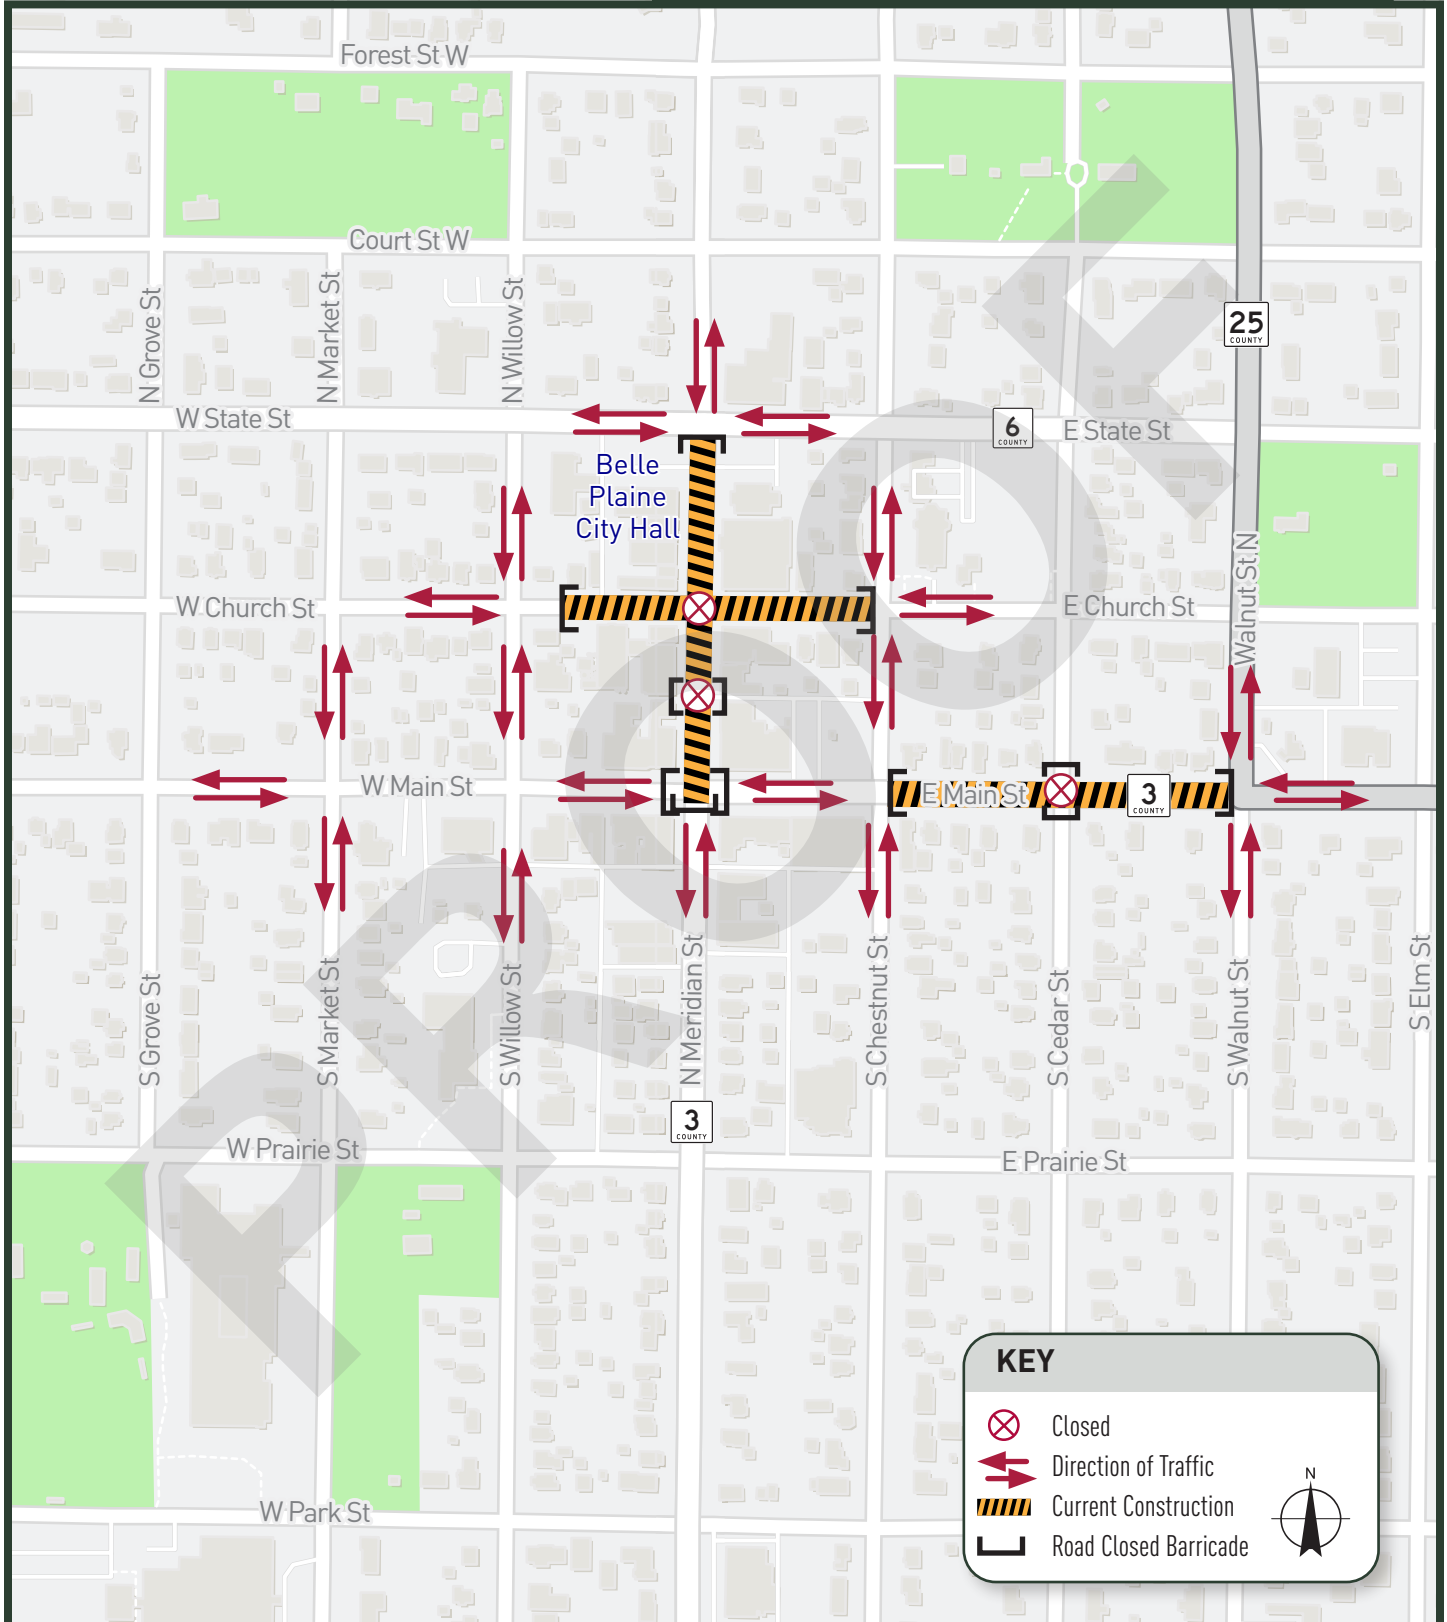 Forest St W
Court St W
N Grove St
N Market St
N Willow St
25
COUNTY
W State St
6
COUNTY
E State St
Belle
Plaine
City Hall
Walnut St N
W Church St
E Church St
W Main St
E Main St
3
COUNTY
S Grove St
S Market St
S Willow St
N Meridian St
S Chestnut St
S Cedar St
S Walnut St
S Elm St
3
COUNTY
W Prairie St
E Prairie St
W Park St
PROOF
KEY
Closed
Direction of Traffic
Current Construction
Road Closed Barricade
N